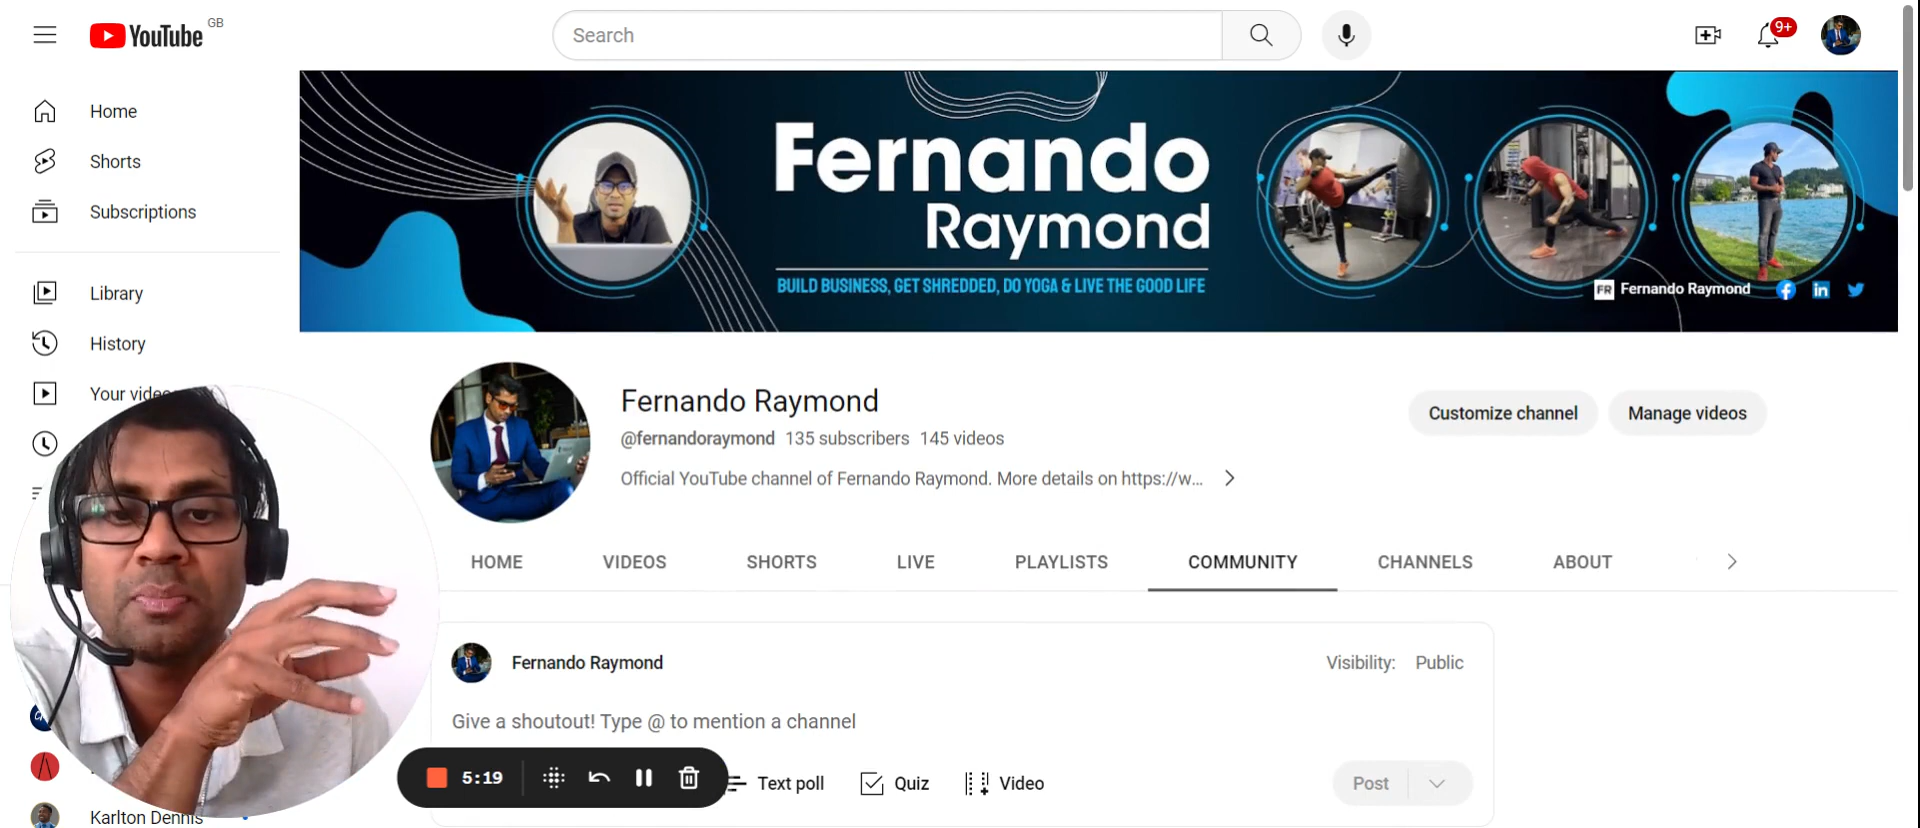 YouTube GB
Search
9+
Home
Shorts
Subscriptions
Library
History
Fernando
Raymond
BUILD BUSINESS, GET SHREDDED, DO YOGA & LIVE THE GOOD LIFE
FR Fernando Raymond
Fernando Raymond
@fernandoraymond 135 subscribers 145 videos
Official YouTube channel of Fernando Raymond. More details on https://w...
Customize channel
Manage videos
Your vide
HOME VIDEOS SHORTS LIVE PLAYLISTS COMMUNITY CHANNELS ABOUT
Fernando Raymond
Visibility: Public
Give a shoutout! Type @ to mention a channel
5:19
Text poll Quiz Video
Post
Karlton Dennis